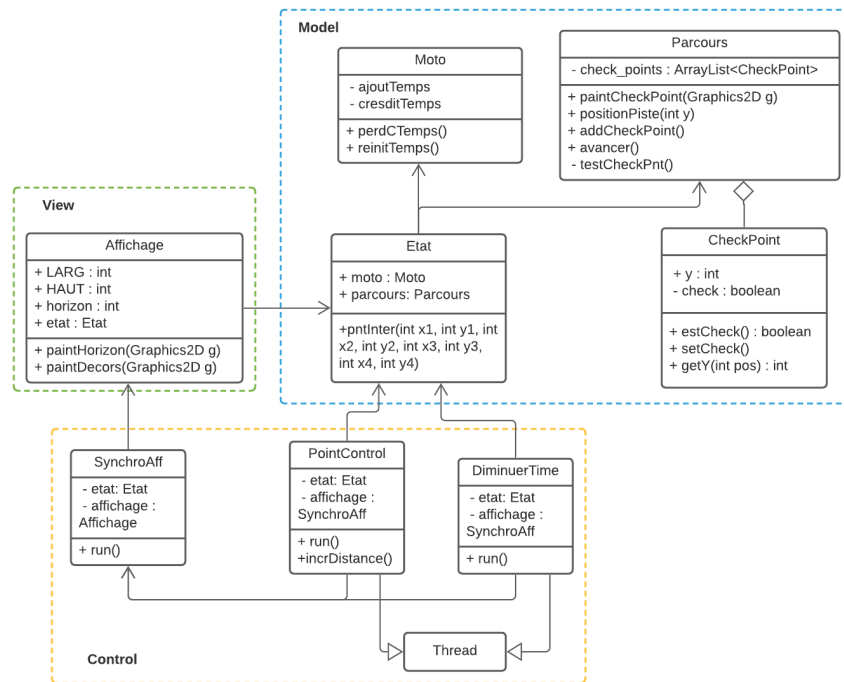 Model
Moto
- ajoutTemps
- cresditTemps
+ perdCTemps()
+ reinitTemps()
Parcours
- check_points : ArrayList<CheckPoint>
+ paintCheckPoint(Graphics2D g)
+ positionPiste(int y)
+ addCheckPoint()
+ avancer()
- testCheckPnt()
View
Affichage
+ LARG : int
+ HAUT : int
+ horizon : int
+ etat : Etat
+ paintHorizon(Graphics2D g)
+ paintDecors(Graphics2D g)
Etat
+ moto : Moto
+ parcours: Parcours
+pntInter(int x1, int y1, int
x2, int y2, int x3, int y3,
int x4, int y4)
CheckPoint
+ y : int
- check : boolean
+ estCheck() : boolean
+ setCheck()
+ getY(int pos) : int
SynchroAff
- etat: Etat
- affichage :
Affichage
+ run()
PointControl
- etat: Etat
- affichage :
SynchroAff
+ run()
+incrDistance()
DiminuerTime
- etat: Etat
- affichage :
SynchroAff
+ run()
Thread
Control